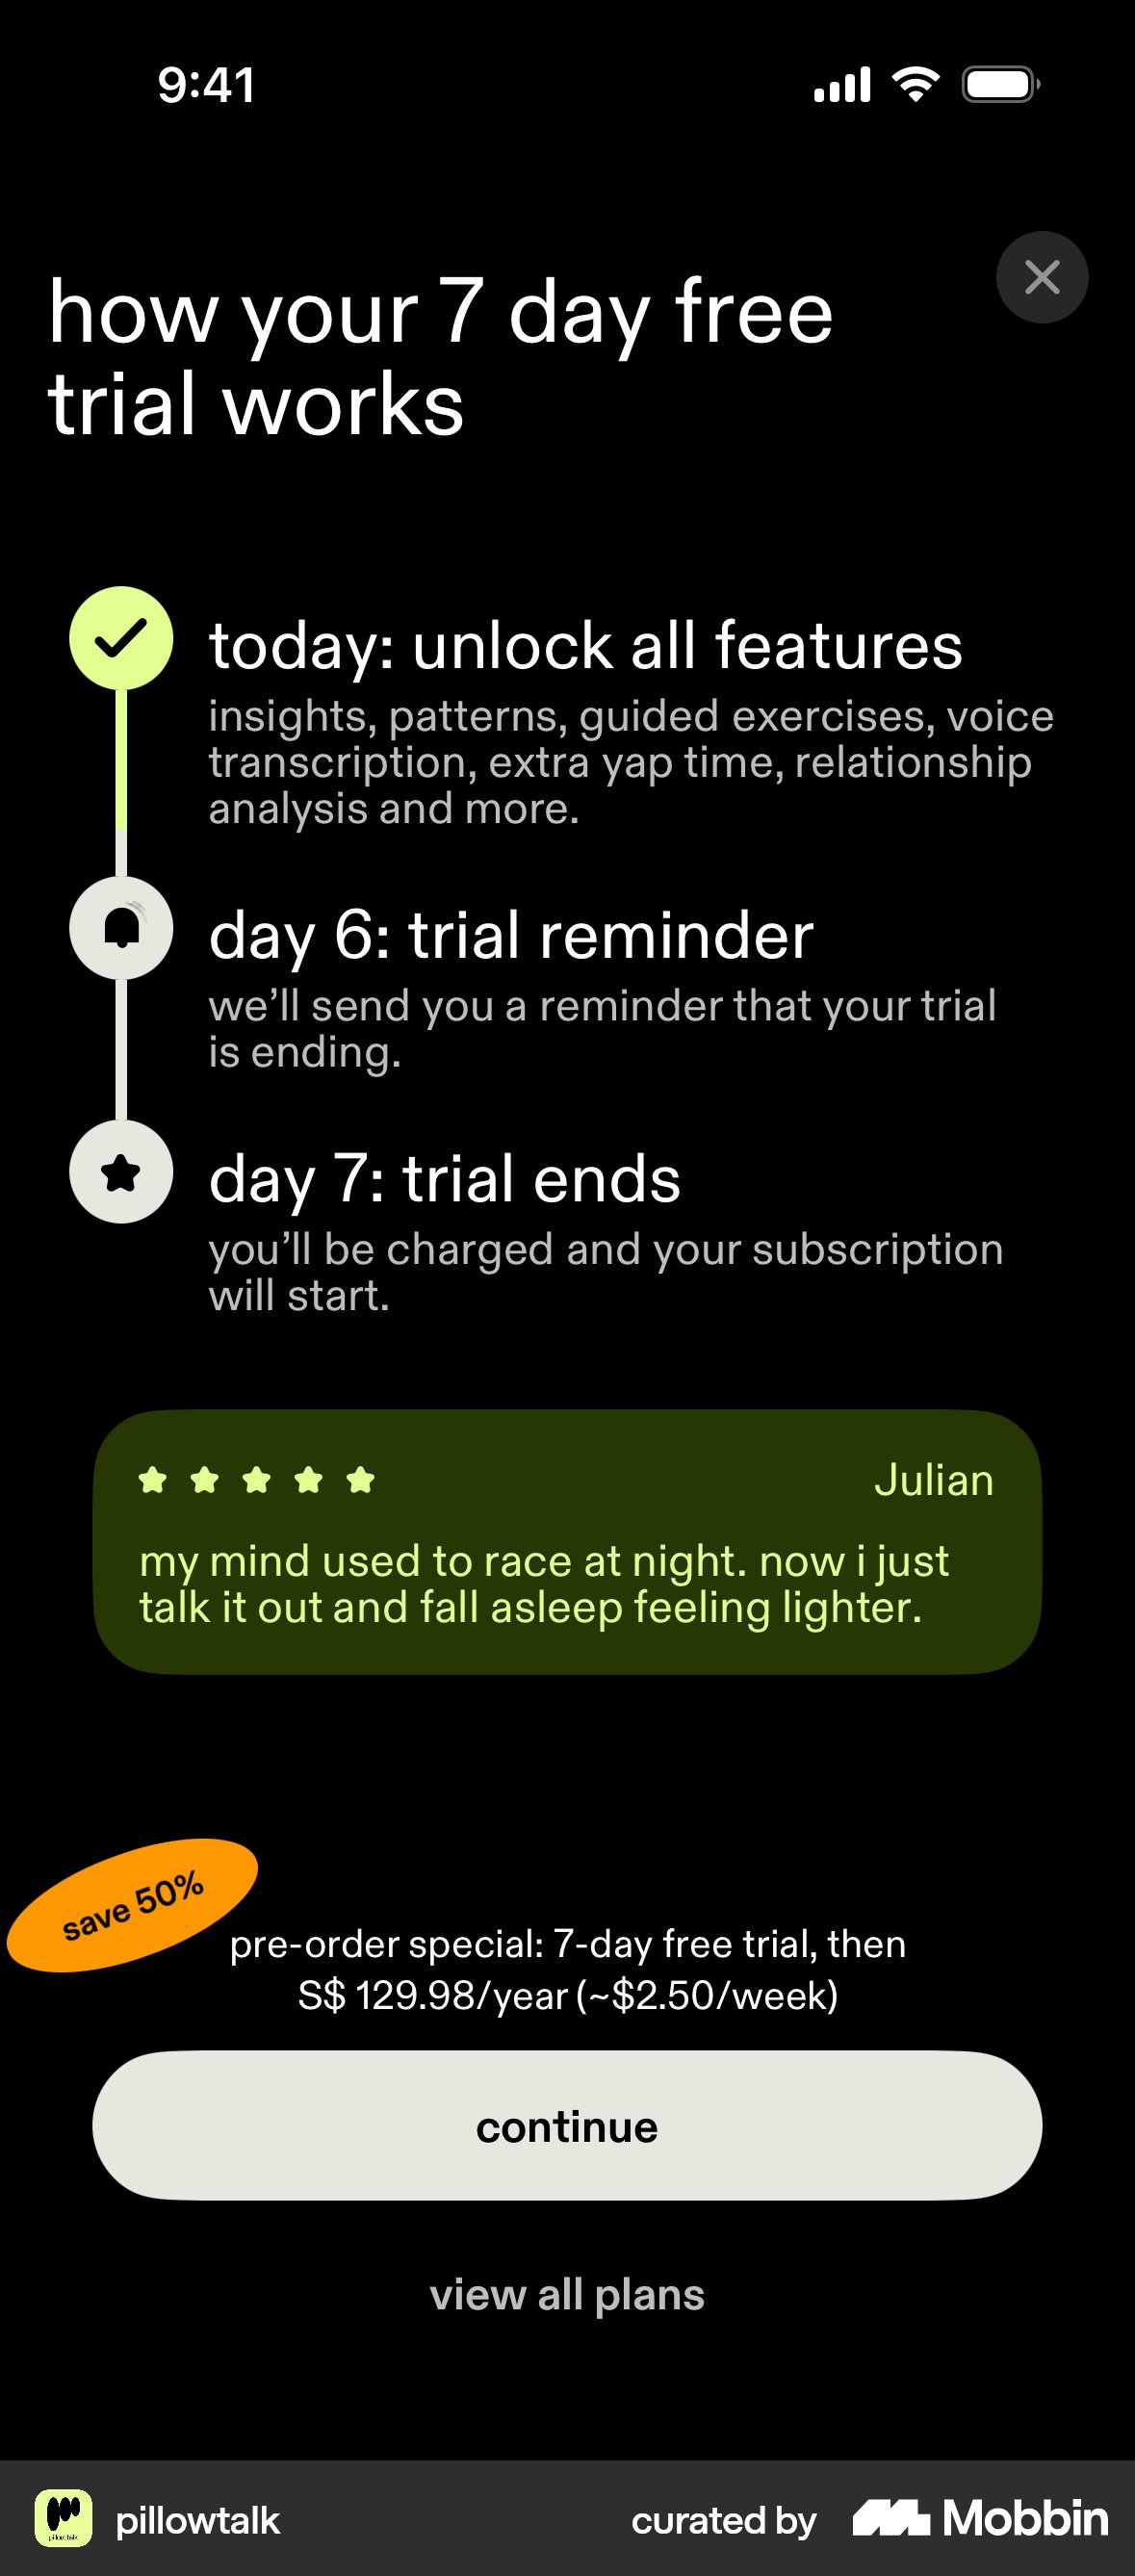 9:41
how your 7 day free
trial works
today: unlock all features
insights, patterns, guided exercises, voice
transcription, extra yap time, relationship
analysis and more.
day 6: trial reminder
we’ll send you a reminder that your trial
is ending.
day 7: trial ends
you’ll be charged and your subscription
will start.
Julian
my mind used to race at night. now i just
talk it out and fall asleep feeling lighter.
save 50%
pre-order special: 7-day free trial, then
S$ 129.98/year (~$2.50/week)
continue
view all plans
pillowtalk
pillowtalk
curated by
Mobbin